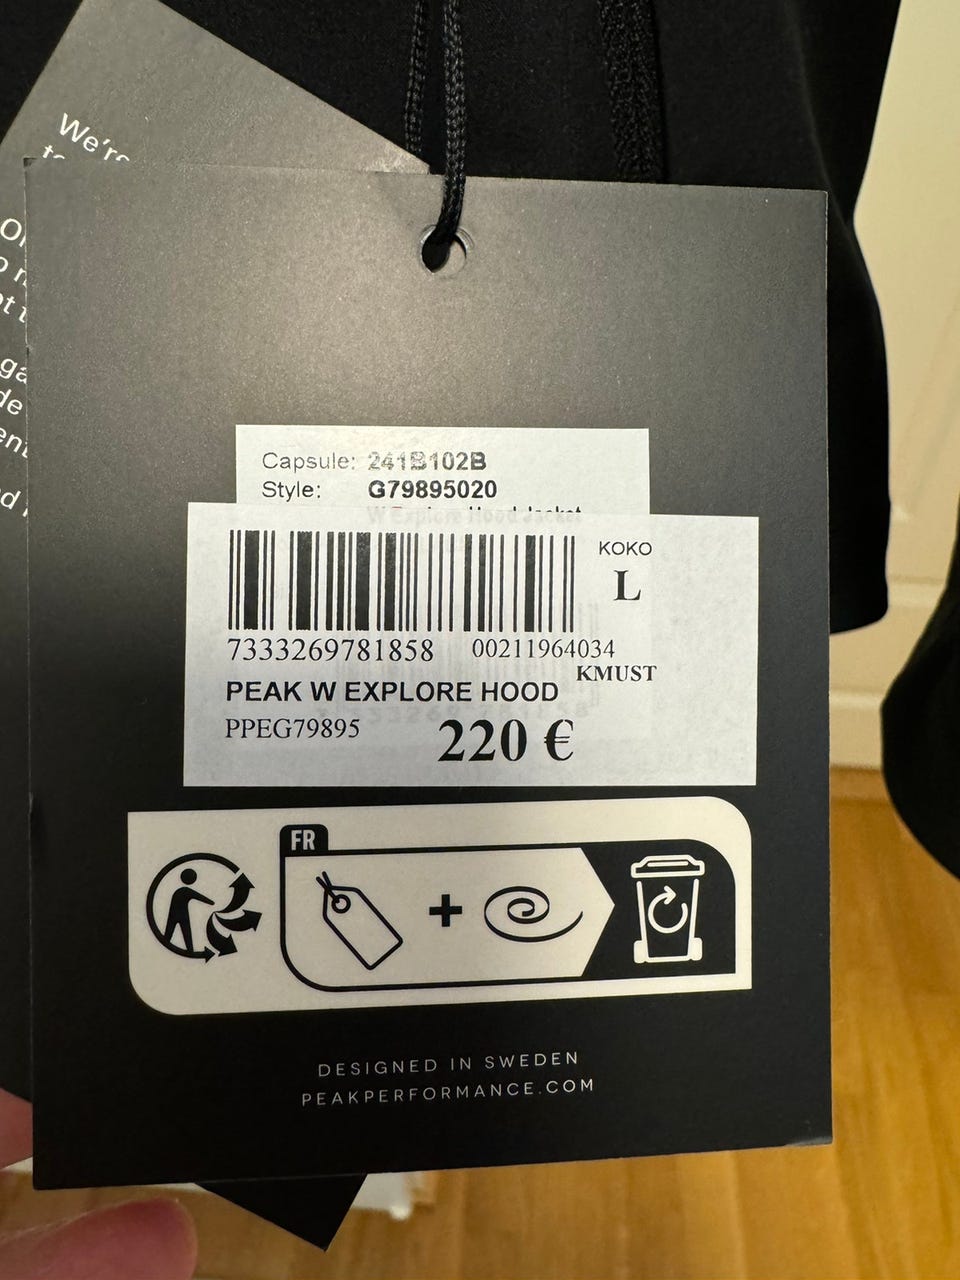 We're
Capsule: 241B102B
Style: G79895020
W Explore Hood Jacket
KOKO
L
7333269781858 00211964034
KMUST
PEAK W EXPLORE HOOD
PPEG79895 220 €
FR
DESIGNED IN SWEDEN
PEAKPERFORMANCE.COM